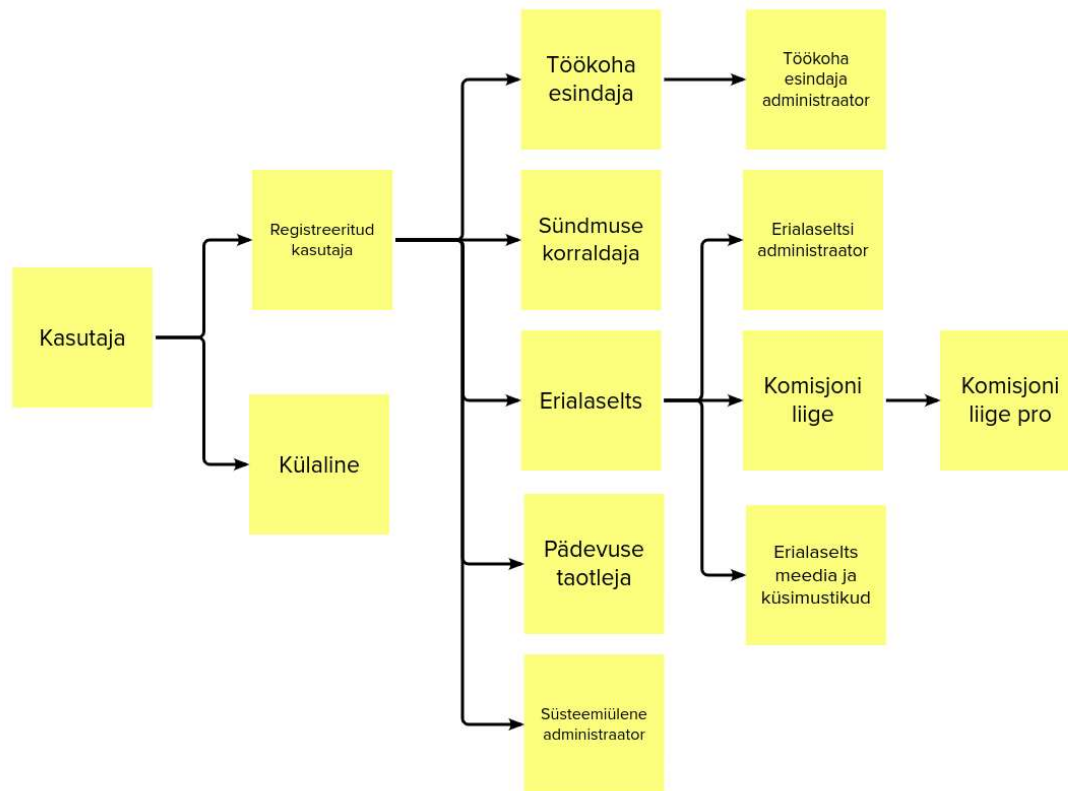 Töökoha
esindaja
Töökoha
esindaja
administraator
Registreeritud
kasutaja
Sündmuse
korraldaja
Erialaseltsi
administraator
Kasutaja
Külaline
Erialaselts
Komisjoni
liige
Komisjoni
liige pro
Pädevuse
taotleja
Erialaselts
meedia ja
küsimustikud
Süsteemiülene
administraator